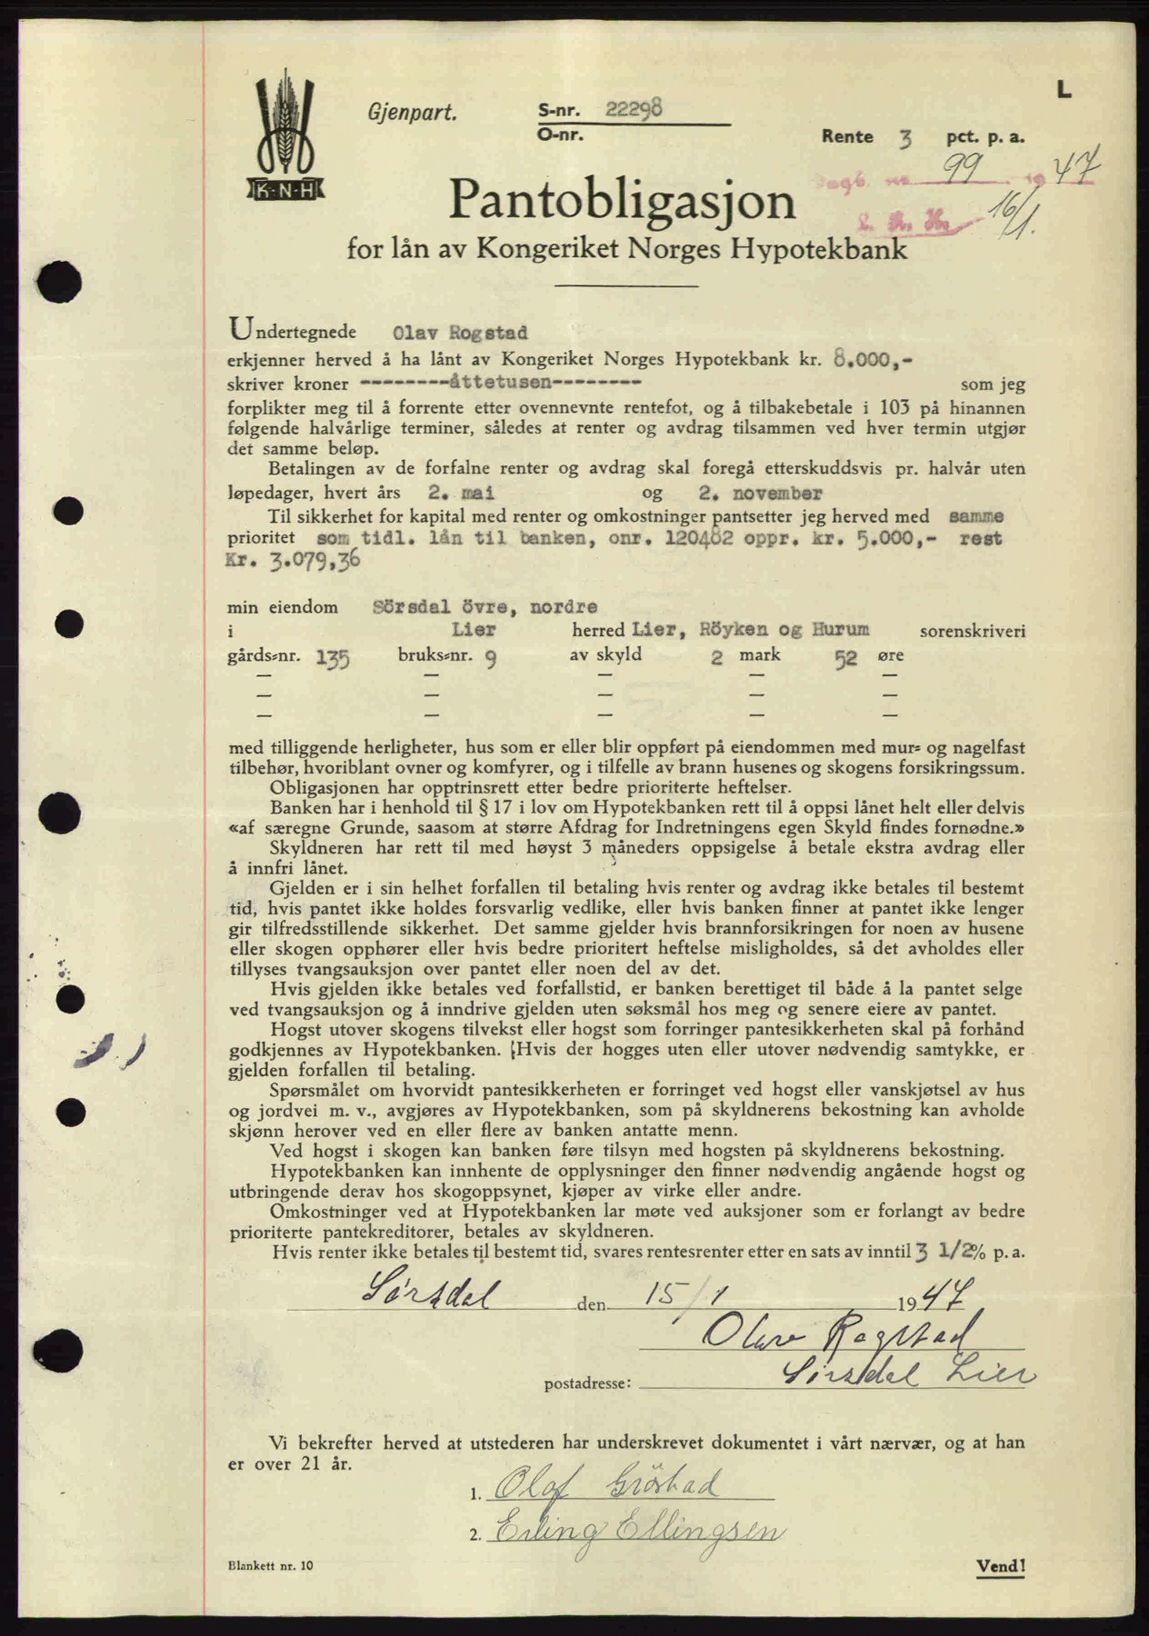 L
Gjenpart.
S-nr. 22298
O-nr.
Rente 3 pct. p. a.
K-N-H
Dagb. nr. 99 1947
L. R. H. 16/1.
Pantobligasjon
for lån av Kongeriket Norges Hypotekbank
Undertegnede Olav Rogstad
erkjenner herved å ha lånt av Kongeriket Norges Hypotekbank kr. 8.000,-
skriver kroner ---------åttetusen--------- som jeg
forplikter meg til å forrente etter ovennevnte rentefot, og å tilbakebetale i 103 på hinannen
følgende halvårlige terminer, således at renter og avdrag tilsammen ved hver termin utgjør
det samme beløp.
Betalingen av de forfalne renter og avdrag skal foregå etterskuddsvis pr. halvår uten
løpedager, hvert års 2. mai og 2. november
Til sikkerhet for kapital med renter og omkostninger pantsetter jeg herved med samme
prioritet som tidl. lån til banken, onr. 120482 oppr. kr. 5.000,- rest
Kr. 3.079,36
min eiendom Sörsdal övre, nordre
i Lier herred Lier, Röyken og Hurum sorenskriveri
gårds=nr. 135 bruks=nr. 9 av skyld 2 mark 52 øre
— — — — —
— — — — —
— — — — —
med tilliggende herligheter, hus som er eller blir oppført på eiendommen med mur= og nagelfast
tilbehør, hvoriblant ovner og komfyrer, og i tilfelle av brann husenes og skogens forsikringssum.
Obligasjonen har opptrinsrett etter bedre prioriterte heftelser.
Banken har i henhold til § 17 i lov om Hypotekbanken rett til å oppsi lånet helt eller delvis
«af særegne Grunde, saasom at større Afdrag for Indretningens egen Skyld findes fornødne.»
Skyldneren har rett til med høyst 3 måneders oppsigelse å betale ekstra avdrag eller
å innfri lånet.
Gjelden er i sin helhet forfallen til betaling hvis renter og avdrag ikke betales til bestemt
tid, hvis pantet ikke holdes forsvarlig vedlike, eller hvis banken finner at pantet ikke lenger
gir tilfredsstillende sikkerhet. Det samme gjelder hvis brannforsikringen for noen av husene
eller skogen opphører eller hvis bedre prioritert heftelse misligholdes, så det avholdes eller
tillyses tvangsauksjon over pantet eller noen del av det.
Hvis gjelden ikke betales ved forfallstid, er banken berettiget til både å la pantet selge
ved tvangsauksjon og å inndrive gjelden uten søksmål hos meg og senere eiere av pantet.
Hogst utover skogens tilvekst eller hogst som forringer pantesikkerheten skal på forhånd
godkjennes av Hypotekbanken. Hvis der hogges uten eller utover nødvendig samtykke, er
gjelden forfallen til betaling.
Spørsmålet om hvorvidt pantesikkerheten er forringet ved hogst eller vanskjøtsel av hus
og jordvei m. v., avgjøres av Hypotekbanken, som på skyldnerens bekostning kan avholde
skjønn herover ved en eller flere av banken antatte menn.
Ved hogst i skogen kan banken føre tilsyn med hogsten på skyldnerens bekostning.
Hypotekbanken kan innhente de opplysninger den finner nødvendig angående hogst og
utbringende derav hos skogoppsynet, kjøper av virke eller andre.
Omkostninger ved at Hypotekbanken lar møte ved auksjoner som er forlangt av bedre
prioriterte pantekreditorer, betales av skyldneren.
Hvis renter ikke betales til bestemt tid, svares rentesrenter etter en sats av inntil 3 1/2% p. a.
Sörsdal den 15/1 1947
Olav Rogstad
postadresse: Sörsdal Lier
Vi bekrefter herved at utstederen har underskrevet dokumentet i vårt nærvær, og at han
er over 21 år.
1. Olaf Gröstad
2. Erling Ellingsen
Blankett nr. 10
Vend!